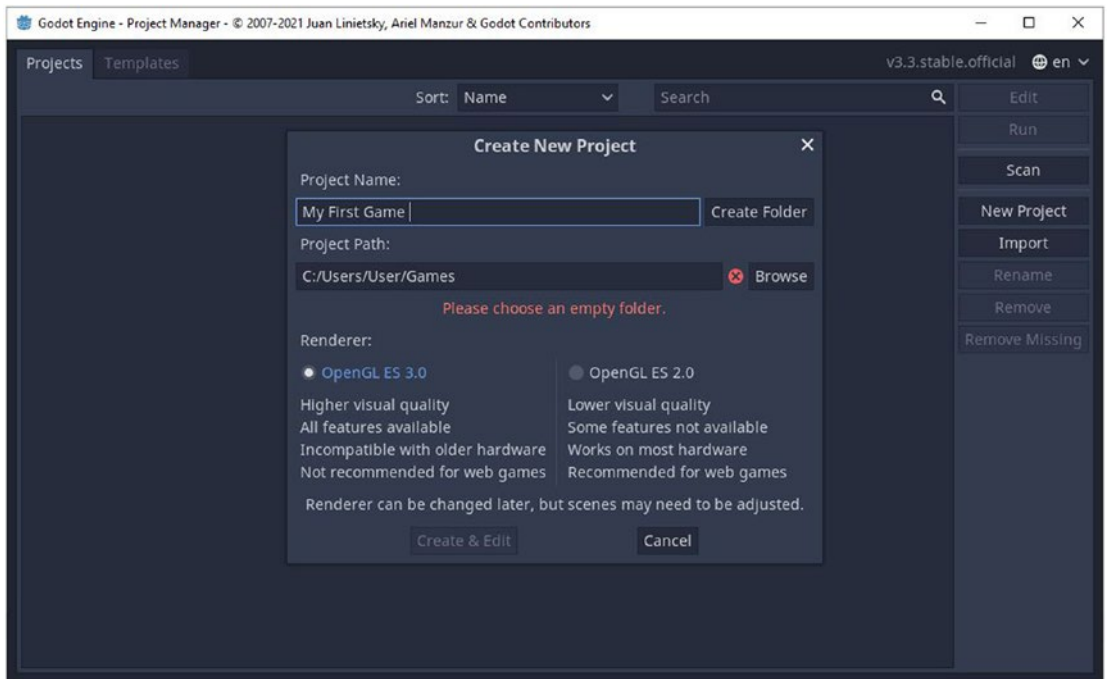 Godot Engine - Project Manager - © 2007-2021 Juan Linietsky, Ariel Manzur & Godot Contributors
Projects Templates v3.3.stable.official en
Sort: Name Search Edit
Run
Scan
New Project
Import
Rename
Remove
Remove Missing
Create New Project
Project Name:
My First Game Create Folder
Project Path:
C:/Users/User/Games Browse
Please choose an empty folder.
Renderer:
OpenGL ES 3.0
Higher visual quality
All features available
Incompatible with older hardware
Not recommended for web games
OpenGL ES 2.0
Lower visual quality
Some features not available
Works on most hardware
Recommended for web games
Renderer can be changed later, but scenes may need to be adjusted.
Create & Edit Cancel